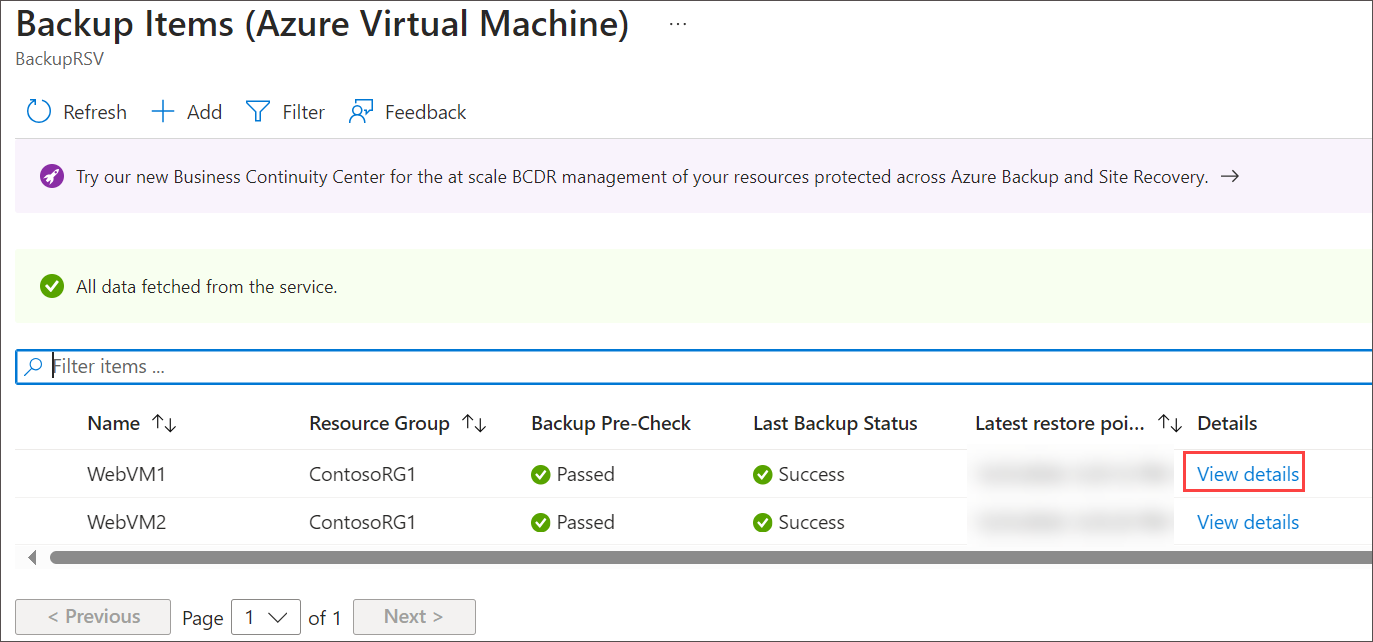 Backup Items (Azure Virtual Machine) ...
BackupRSV
Refresh Add Filter Feedback
Try our new Business Continuity Center for the at scale BCDR management of your resources protected across Azure Backup and Site Recovery. →
All data fetched from the service.
Filter items ...
Name ↑↓ Resource Group ↑↓ Backup Pre-Check Last Backup Status Latest restore poi... ↑↓ Details
WebVM1 ContosoRG1 Passed Success View details
WebVM2 ContosoRG1 Passed Success View details
< Previous Page 1 of 1 Next >